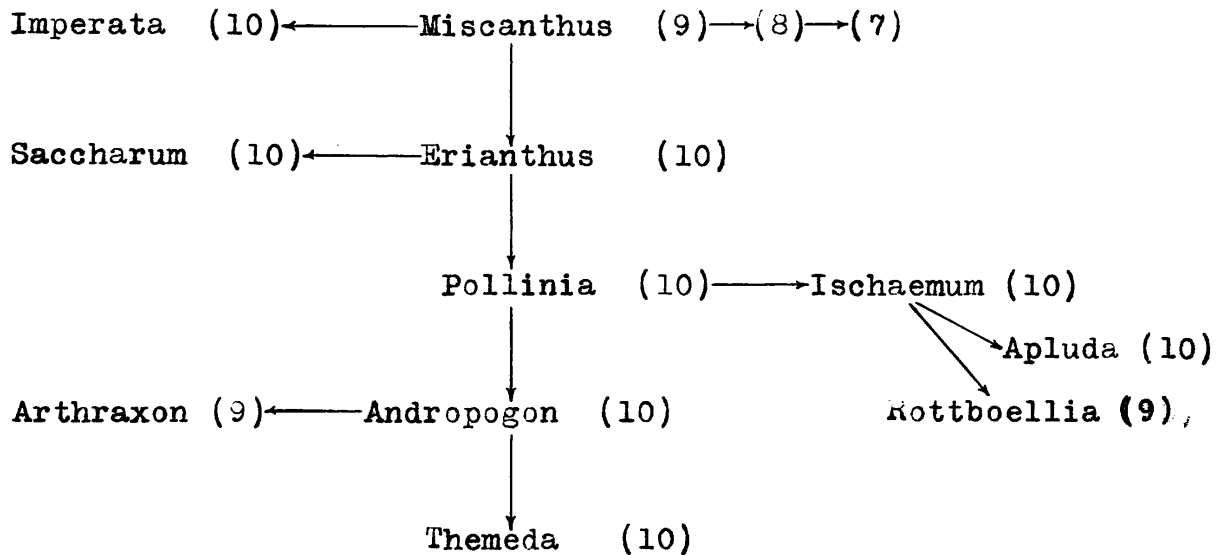 Imperata (10) Miscanthus (9) (8) (7)
Saccharum (10) Erianthus (10)
Pollinia (10) Ischaemum (10)
Apluda (10)
Arthraxon (9) Andropogon (10) Rottboellia (9),
Themeda (10)